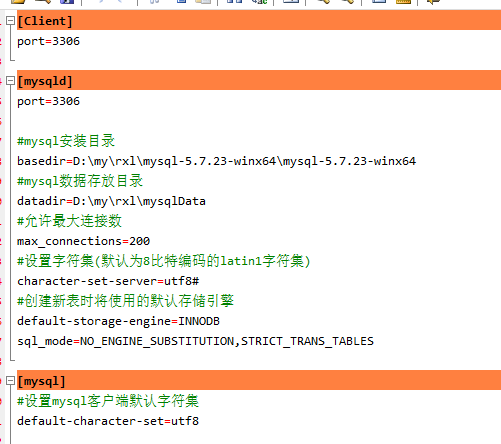 [Client]
port=3306
[mysqld]
port=3306
#mysql安装目录
basedir=D:\my\rxl\mysql-5.7.23-winx64\mysql-5.7.23-winx64
#mysql数据存放目录
datadir=D:\my\rxl\mysqlData
#允许最大连接数
max_connections=200
#设置字符集(默认为8比特编码的latin1字符集)
character-set-server=utf8#
#创建新表时将使用的默认存储引擎
default-storage-engine=INNODB
sql_mode=NO_ENGINE_SUBSTITUTION,STRICT_TRANS_TABLES
[mysql]
#设置mysql客户端默认字符集
default-character-set=utf8